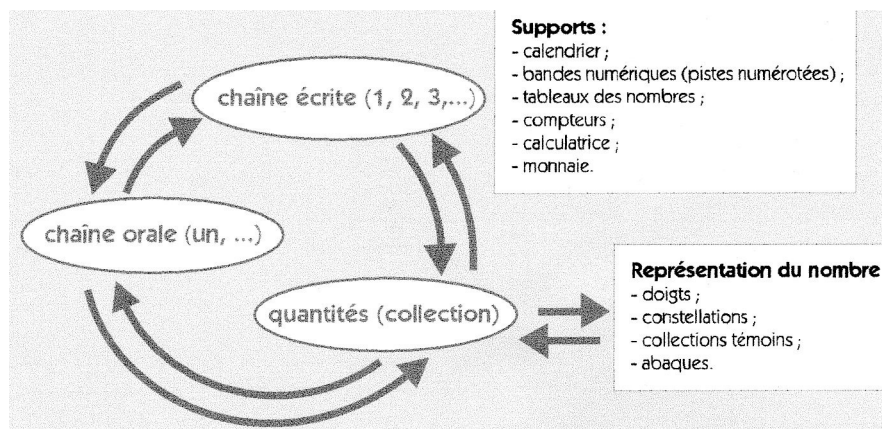 Supports :
- calendrier ;
- bandes numériques (pistes numérotées) ;
- tableaux des nombres ;
- compteurs ;
- calculatrice ;
- monnaie.
chaîne écrite (1, 2, 3,...)
chaîne orale (un, ...)
quantités (collection)
Représentation du nombre
- doigts ;
- constellations ;
- collections témoins ;
- abaques.